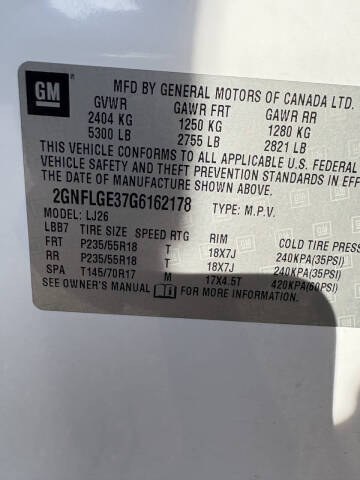 GM
MFD BY GENERAL MOTORS OF CANADA LTD.
GVWR GAWR FRT GAWR RR
2404 KG 1250 KG 1280 KG
5300 LB 2755 LB 2821 LB
THIS VEHICLE CONFORMS TO ALL APPLICABLE U.S. FEDERAL
VEHICLE SAFETY AND THEFT PREVENTION STANDARDS IN EFF
THE DATE OF MANUFACTURE SHOWN ABOVE.
2GNFLGE37G6162178 TYPE: M.P.V.
MODEL: LJ26
LBB7 TIRE SIZE SPEED RTG RIM COLD TIRE PRES
FRT P235/55R18 T 18X7J 240KPA(35PSI)
RR P235/55R18 T 18X7J 240KPA(35PSI)
SPA T145/70R17 M 17X4.5T 420KPA(60PSI)
SEE OWNER'S MANUAL FOR MORE INFORMATION